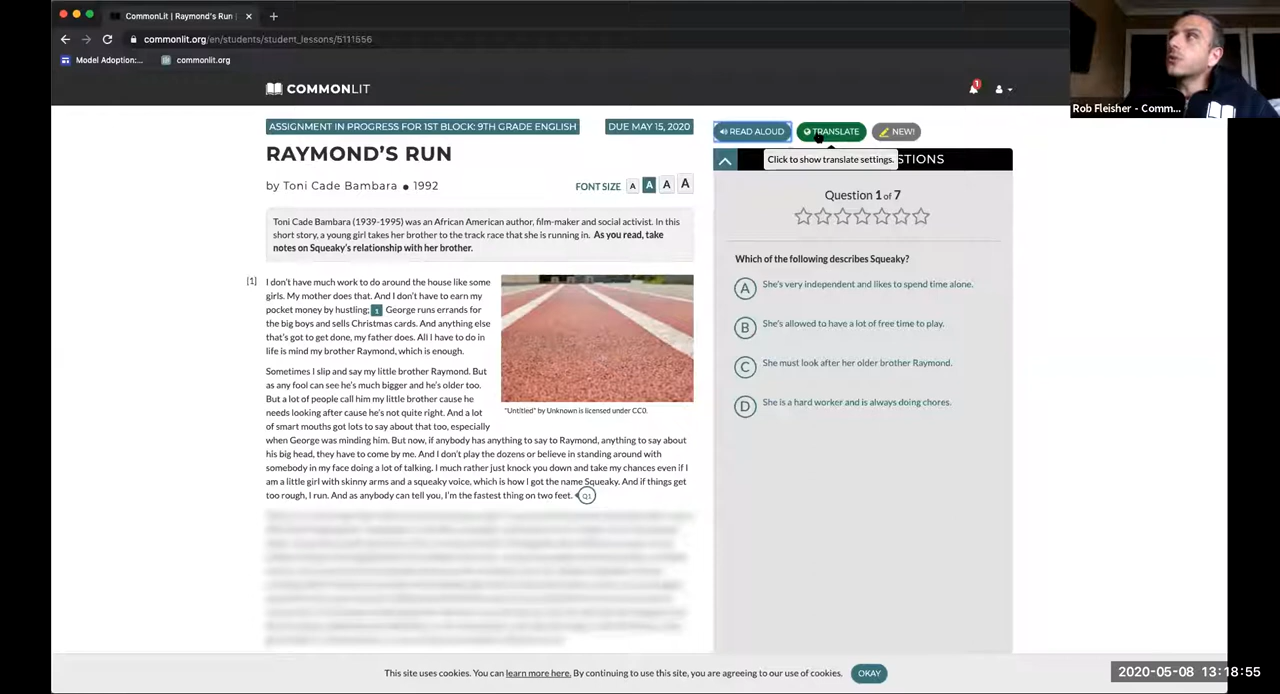 CommonLit | Raymond's Run |
commonlit.org/en/students/student_lessons/5111556
Model Adoption:...
commonlit.org
Rob Fleisher - Comm...
COMMONLIT
1
ASSIGNMENT IN PROGRESS FOR 1ST BLOCK: 9TH GRADE ENGLISH
DUE MAY 15, 2020
RAYMOND'S RUN
by Toni Cade Bambara ● 1992
FONT SIZE A A A A
Toni Cade Bambara (1939-1995) was an African American author, film-maker and social activist. In this
short story, a young girl takes her brother to the track race that she is running in. As you read, take
notes on Squeaky's relationship with her brother.
[1] I don't have much work to do around the house like some
girls. My mother does that. And I don't have to earn my
pocket money by hustling; 1 George runs errands for
the big boys and sells Christmas cards. And anything else
that's got to get done, my father does. All I have to do in
life is mind my brother Raymond, which is enough.
Sometimes I slip and say my little brother Raymond. But
as any fool can see he's much bigger and he's older too.
But a lot of people call him my little brother cause he
needs looking after cause he's not quite right. And a lot
of smart mouths got lots to say about that too, especially
when George was minding him. But now, if anybody has anything to say to Raymond, anything to say about
his big head, they have to come by me. And I don't play the dozens or believe in standing around with
somebody in my face doing a lot of talking. I much rather just knock you down and take my chances even if I
am a little girl with skinny arms and a squeaky voice, which is how I got the name Squeaky. And if things get
too rough, I run. And as anybody can tell you, I'm the fastest thing on two feet. Q1
"Untitled" by Unknown is licensed under CC0.
READ ALOUD
TRANSLATE
NEW!
Click to show translate settings.
STIONS
Question 1 of 7
Which of the following describes Squeaky?
A She's very independent and likes to spend time alone.
B She's allowed to have a lot of free time to play.
C She must look after her older brother Raymond.
D She is a hard worker and is always doing chores.
This site uses cookies. You can learn more here. By continuing to use this site, you are agreeing to our use of cookies.
OKAY
2020-05-08 13:18:55